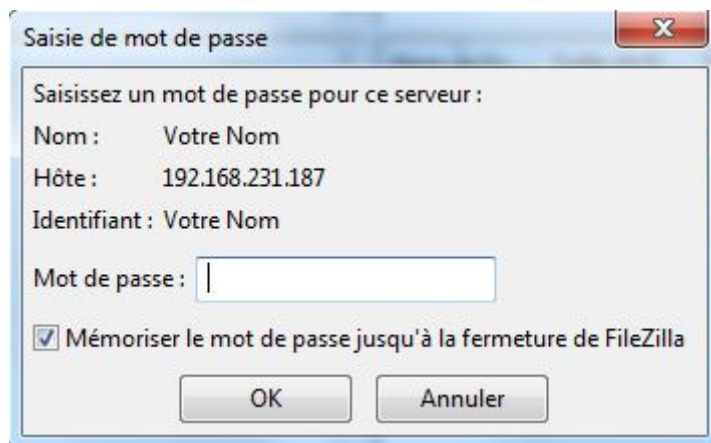 Saisie de mot de passe
Saisissez un mot de passe pour ce serveur :
Nom : Votre Nom
Hôte : 192.168.231.187
Identifiant : Votre Nom
Mot de passe :
Mémoriser le mot de passe jusqu'à la fermeture de FileZilla
OK Annuler